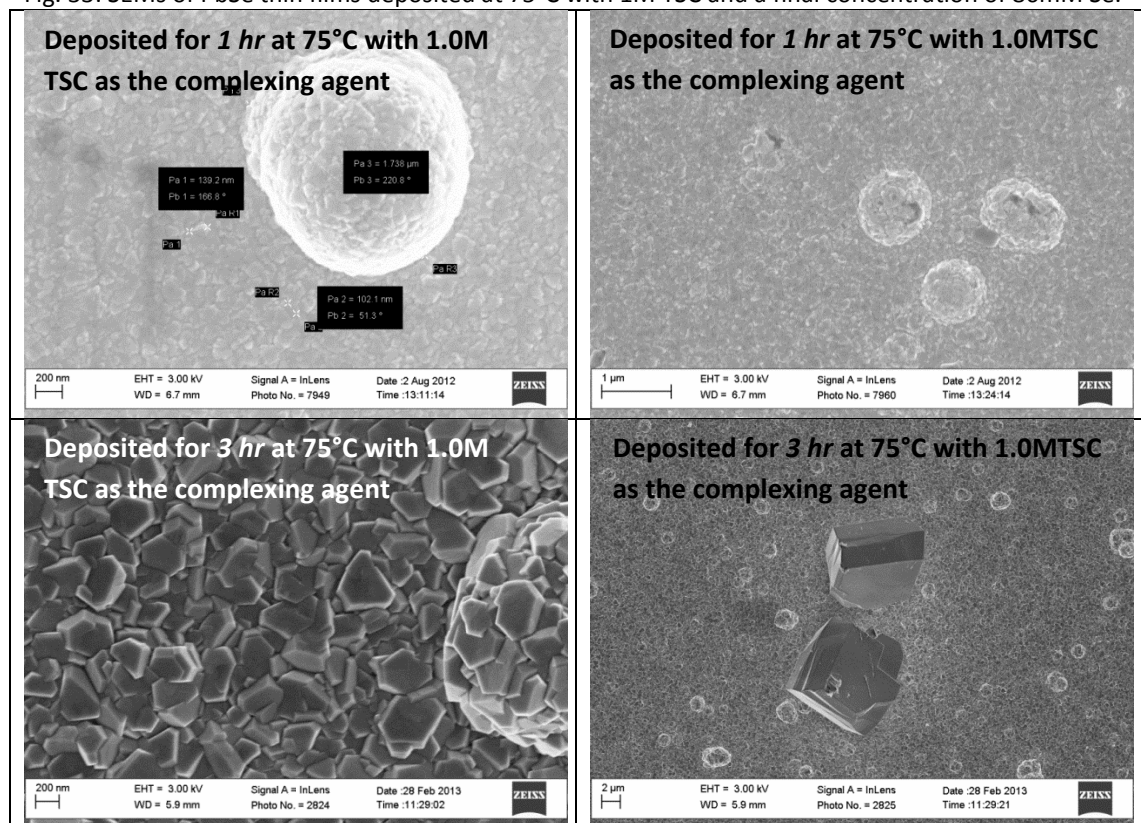 Fig. 33: SEMs of PbSe thin films deposited at 75°C with 1M TSC and a final concentration of 80mM Se.
Deposited for 1 hr at 75°C with 1.0M
TSC as the complexing agent
Pa 1 = 139.2 nm
Pb 1 = 166.8 °
Pa 3 = 1.738 µm
Pb 3 = 220.8 °
Pa R1
Pa 1
Pa R3
Pa R2
Pa 2 = 102.1 nm
Pb 2 = 51.3 °
200 nm
EHT = 3.00 kV
WD = 6.7 mm
Signal A = InLens
Photo No. = 7949
Date :2 Aug 2012
Time :13:11:14
ZEISS
Deposited for 1 hr at 75°C with 1.0MTSC
as the complexing agent
1 µm
EHT = 3.00 kV
WD = 6.7 mm
Signal A = InLens
Photo No. = 7960
Date :2 Aug 2012
Time :13:24:14
ZEISS
Deposited for 3 hr at 75°C with 1.0M
TSC as the complexing agent
200 nm
EHT = 3.00 kV
WD = 5.9 mm
Signal A = InLens
Photo No. = 2824
Date :28 Feb 2013
Time :11:29:02
ZEISS
Deposited for 3 hr at 75°C with 1.0MTSC
as the complexing agent
2 µm
EHT = 3.00 kV
WD = 5.9 mm
Signal A = InLens
Photo No. = 2825
Date :28 Feb 2013
Time :11:29:21
ZEISS